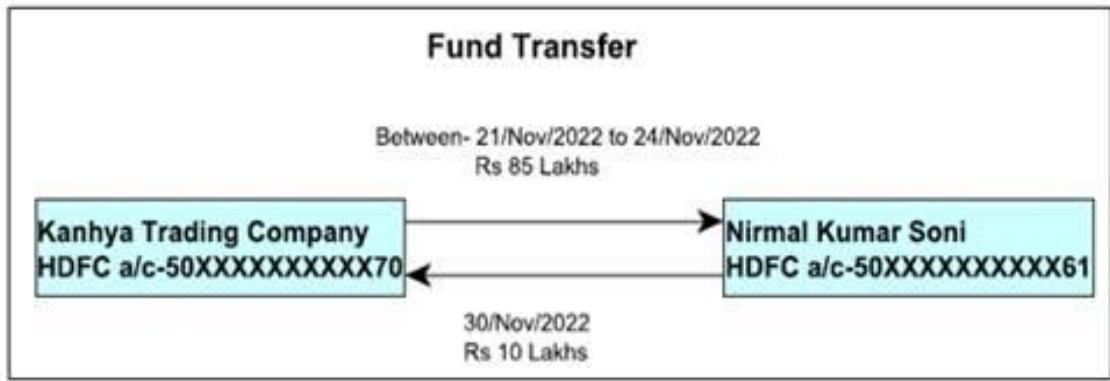 Fund Transfer
Between- 21/Nov/2022 to 24/Nov/2022
Rs 85 Lakhs
Kanhya Trading Company
HDFC a/c-50XXXXXXXXXX70
Nirmal Kumar Soni
HDFC a/c-50XXXXXXXXXX61
30/Nov/2022
Rs 10 Lakhs